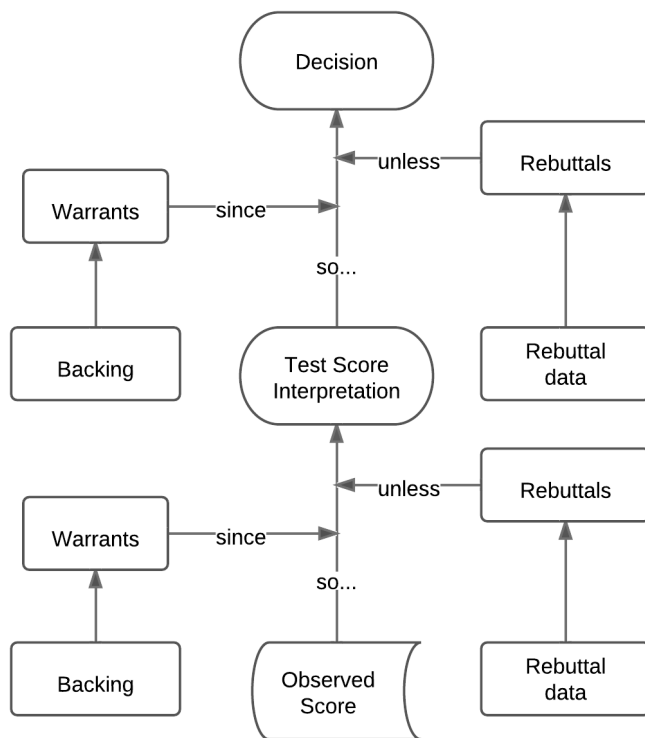 Decision
unless
Rebuttals
Warrants
since
so...
Backing
Test Score
Interpretation
Rebuttal
data
unless
Rebuttals
Warrants
since
so...
Backing
Observed
Score
Rebuttal
data